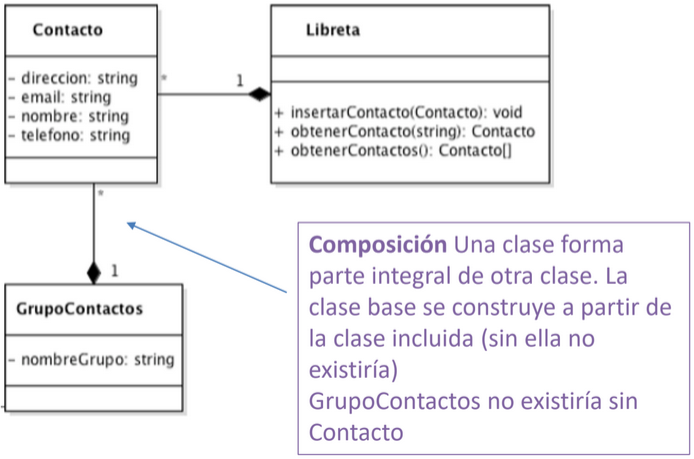 Contacto
- direccion: string
- email: string
- nombre: string
- telefono: string
*
1
Libreta
+ insertarContacto(Contacto): void
+ obtenerContacto(string): Contacto
+ obtenerContactos(): Contacto[]
*
1
GrupoContactos
- nombreGrupo: string
Composición Una clase forma
parte integral de otra clase. La
clase base se construye a partir de
la clase incluida (sin ella no
existiría)
GrupoContactos no existiría sin
Contacto